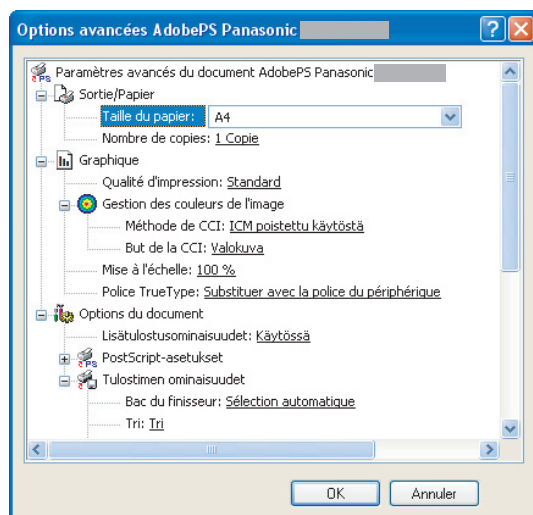 Options avancées AdobePS Panasonic
Paramètres avancés du document AdobePS Panasonic
Sortie/Papier
Taille du papier: A4
Nombre de copies: 1 Copie
Graphique
Qualité d'impression: Standard
Gestion des couleurs de l'image
Méthode de CCI: ICM poistettu käytöstä
But de la CCI: Valokuva
Mise à l'échelle: 100 %
Police TrueType: Substituer avec la police du périphérique
Options du document
Lisätulostusominaisuudet: Käytössä
PostScript-asetukset
Tulostimen ominaisuudet
Bac du finisseur: Sélection automatique
Tri: Tri
OK Annuler